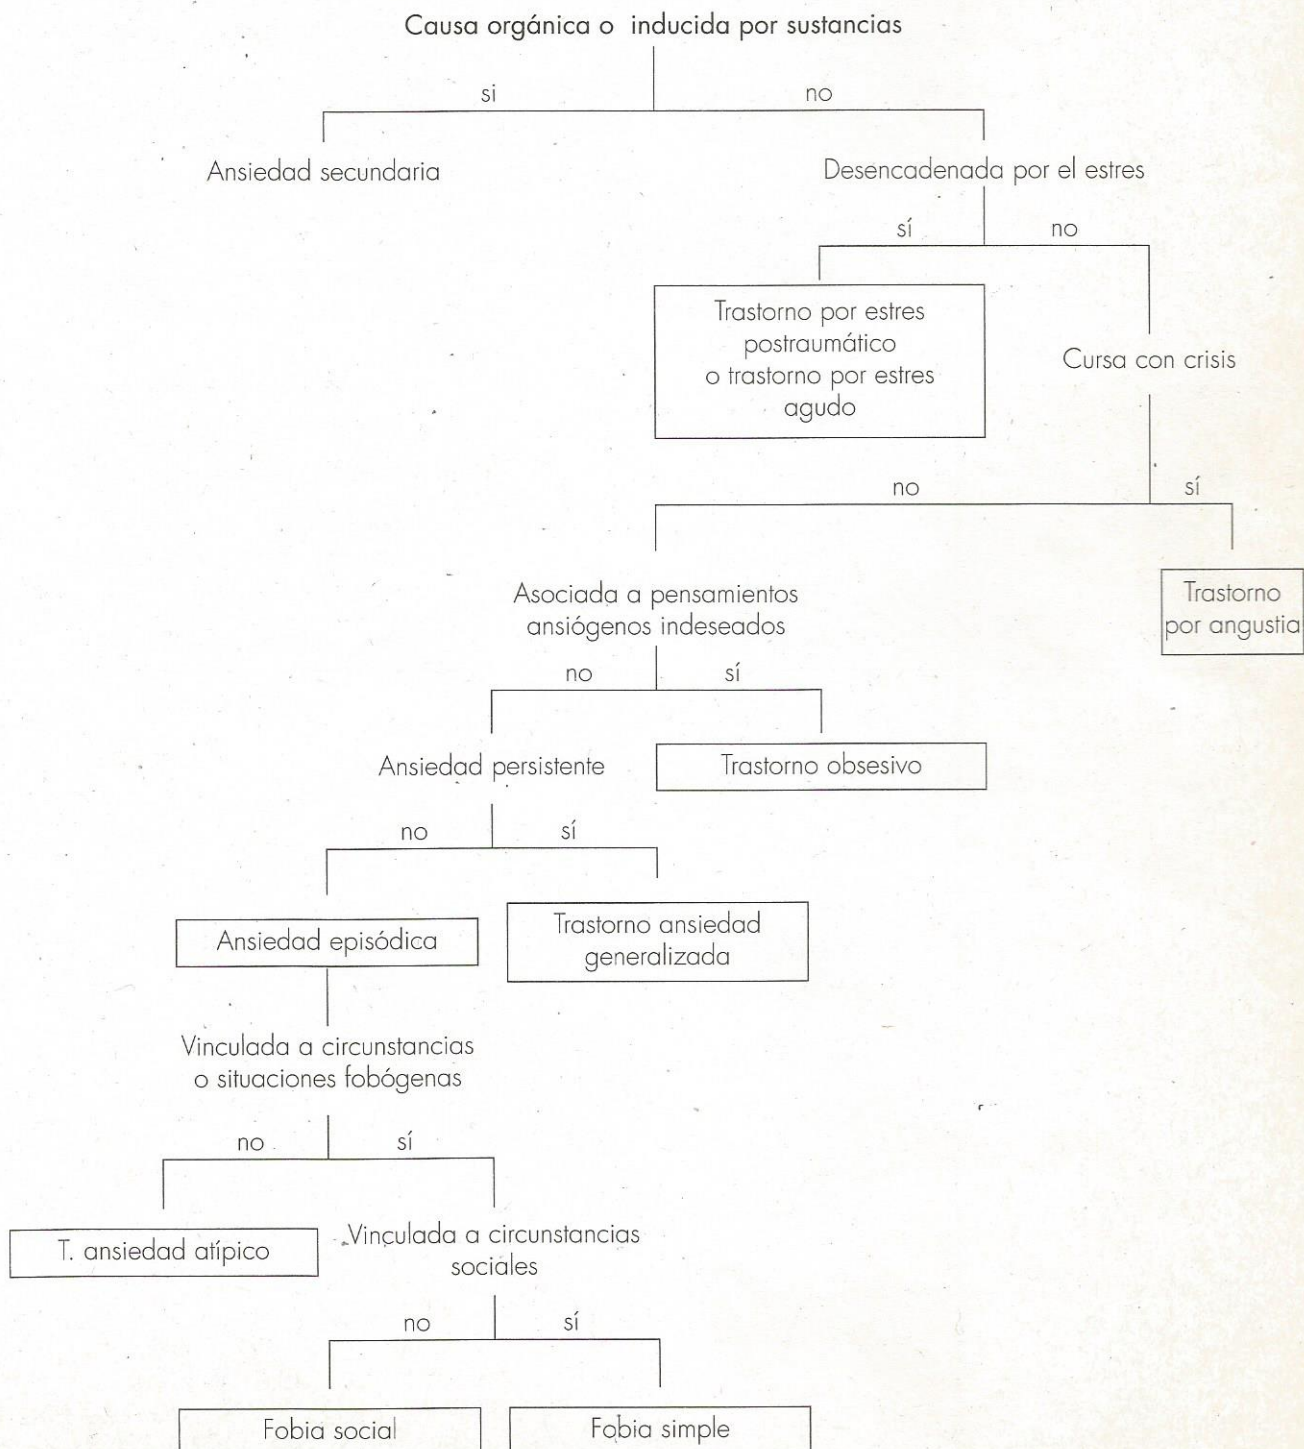 Causa orgánica o inducida por sustancias
si
no
Ansiedad secundaria
Desencadenada por el estres
sí
no
Trastorno por estres
postraumático
o trastorno por estres
agudo
Cursa con crisis
no
sí
Asociada a pensamientos
ansiógenos indeseados
Trastorno
por angustia
no
sí
Ansiedad persistente
Trastorno obsesivo
no
sí
Ansiedad episódica
Trastorno ansiedad
generalizada
Vinculada a circunstancias
o situaciones fobógenas
no
sí
T. ansiedad atípico
Vinculada a circunstancias
sociales
no
sí
Fobia social
Fobia simple